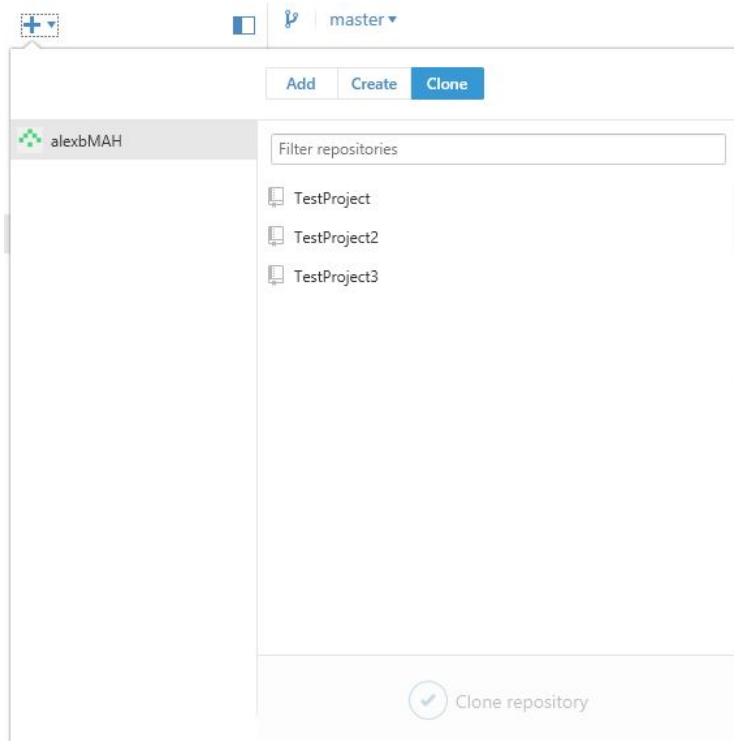 master
Add Create Clone
alexbMAH
Filter repositories
TestProject
TestProject2
TestProject3
Clone repository